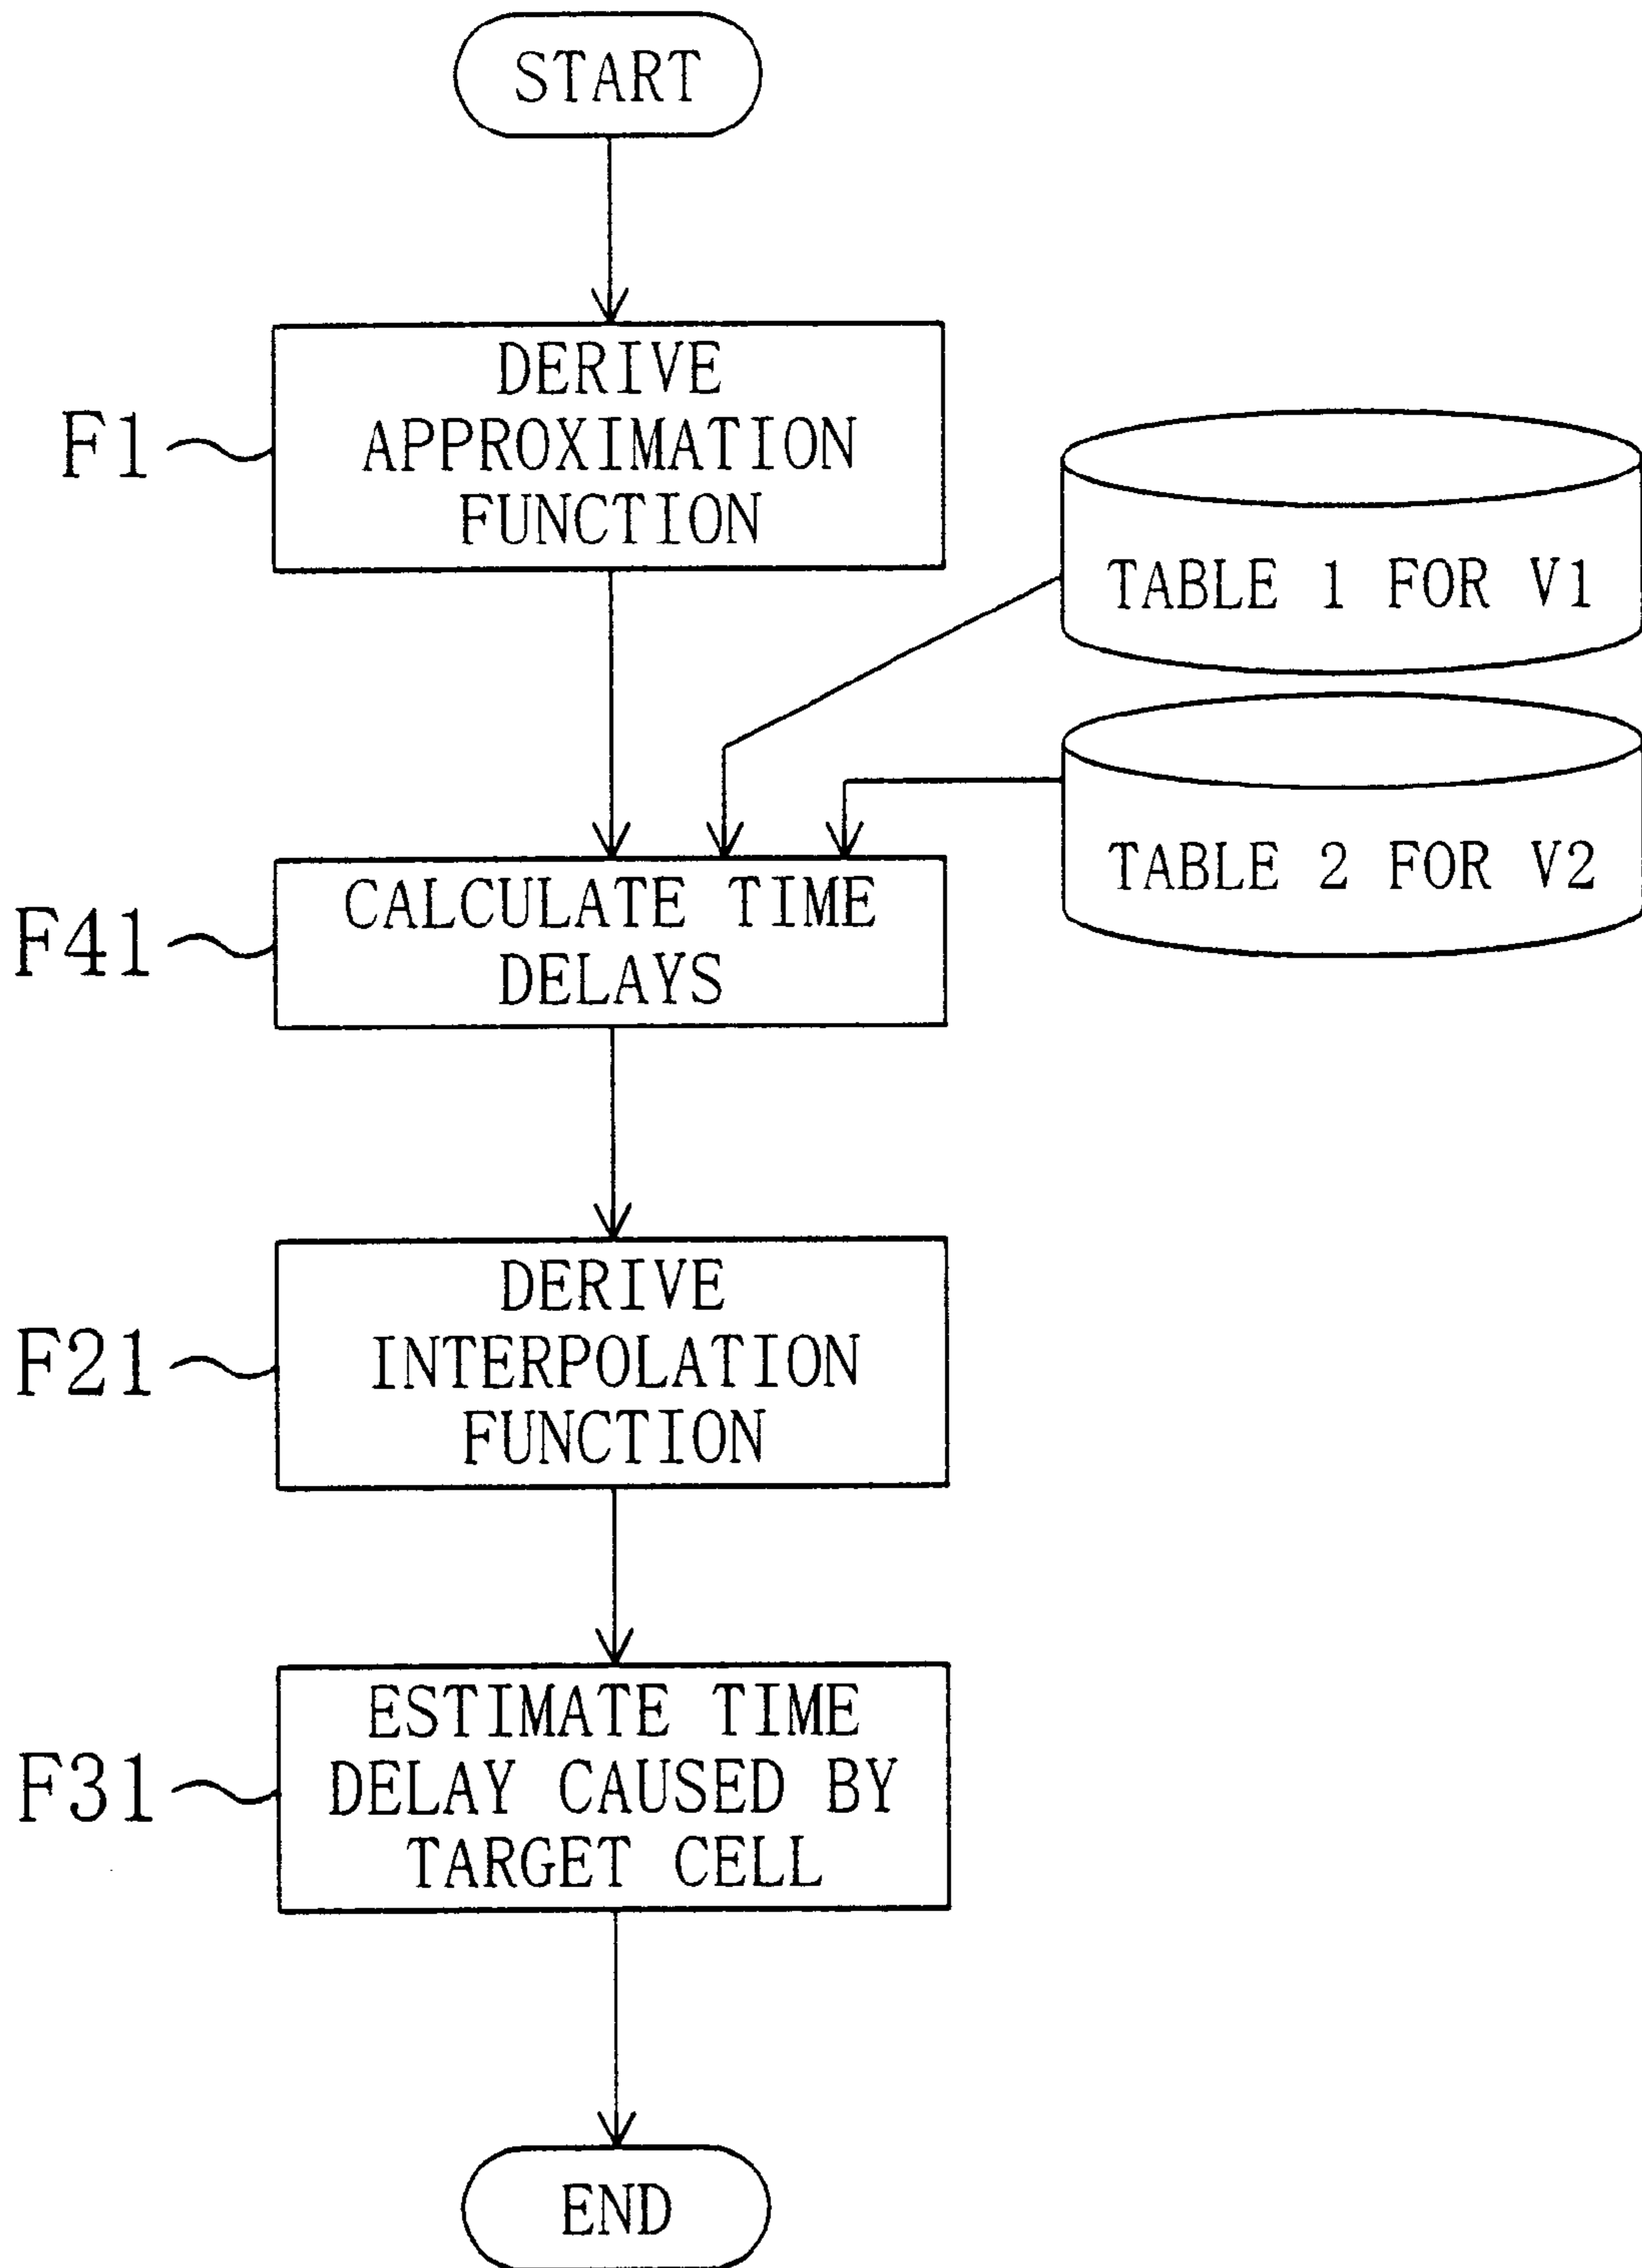 START
F1
DERIVE
APPROXIMATION
FUNCTION
TABLE 1 FOR V1
TABLE 2 FOR V2
F41
CALCULATE TIME
DELAYS
F21
DERIVE
INTERPOLATION
FUNCTION
F31
ESTIMATE TIME
DELAY CAUSED BY
TARGET CELL
END